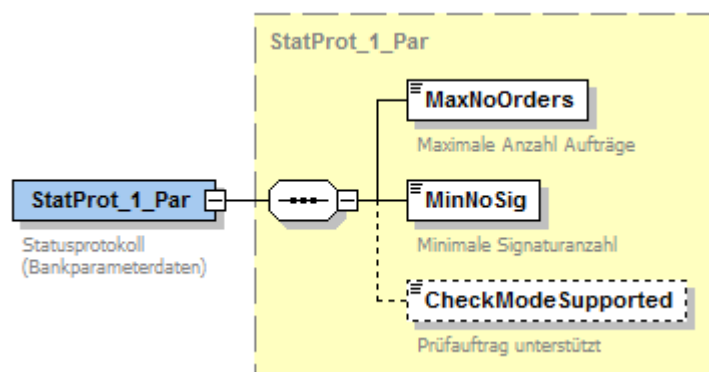 StatProt_1_Par
MaxNoOrders
Maximale Anzahl Aufträge
StatProt_1_Par
Statusprotokoll
(Bankparameterdaten)
MinNoSig
Minimale Signaturanzahl
CheckModeSupported
Prüfauftrag unterstützt